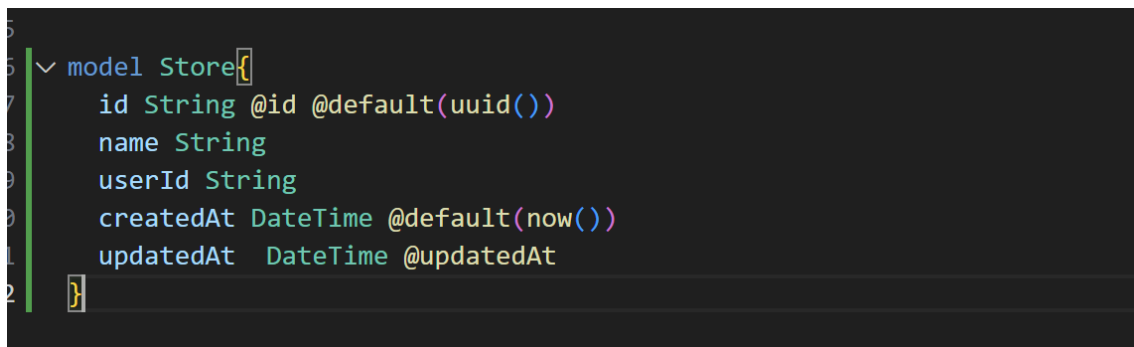 model Store{
id String @id @default(uuid())
name String
userId String
createdAt DateTime @default(now())
updatedAt  DateTime @updatedAt
}